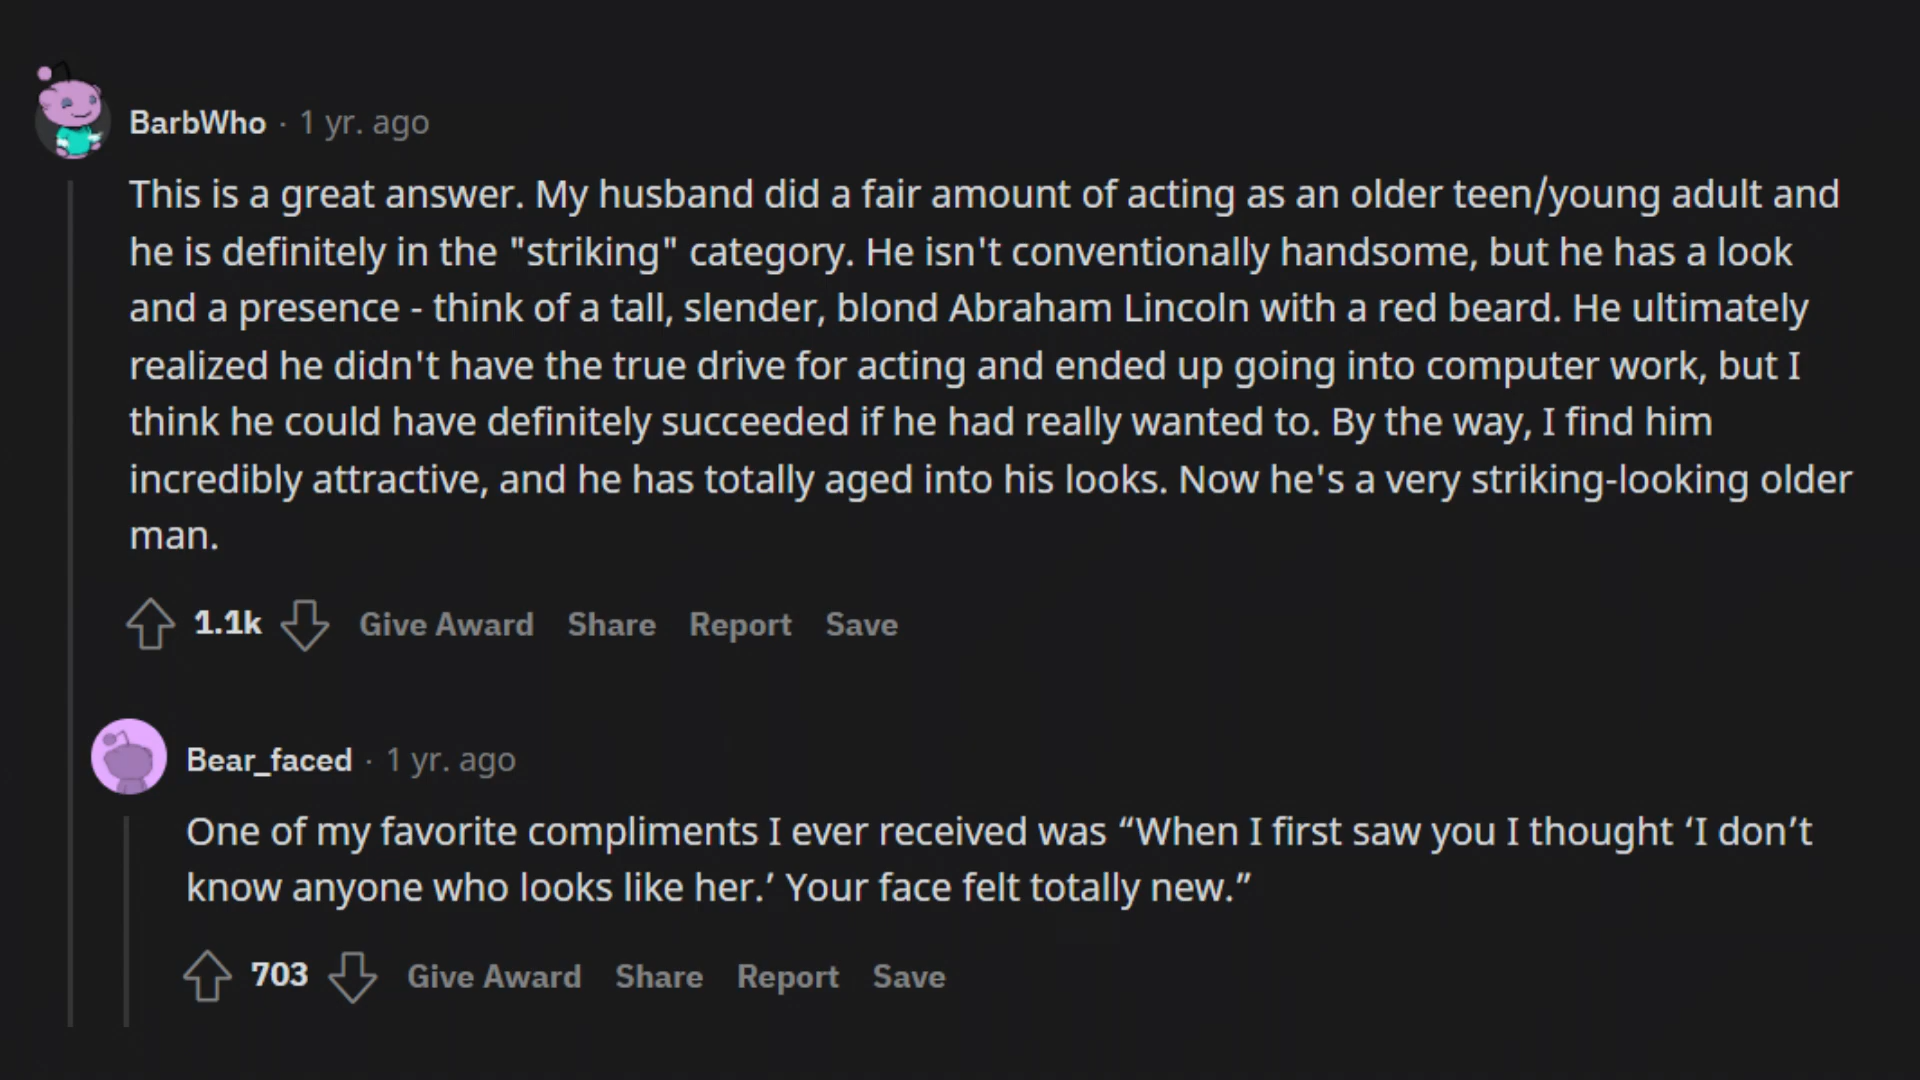 BarbWho · 1 yr. ago
This is a great answer. My husband did a fair amount of acting as an older teen/young adult and
he is definitely in the "striking" category. He isn't conventionally handsome, but he has a look
and a presence - think of a tall, slender, blond Abraham Lincoln with a red beard. He ultimately
realized he didn't have the true drive for acting and ended up going into computer work, but I
think he could have definitely succeeded if he had really wanted to. By the way, I find him
incredibly attractive, and he has totally aged into his looks. Now he's a very striking-looking older
man.
1.1k Give Award Share Report Save
Bear_faced · 1 yr. ago
One of my favorite compliments I ever received was “When I first saw you I thought ‘I don’t
know anyone who looks like her.’ Your face felt totally new.”
703 Give Award Share Report Save